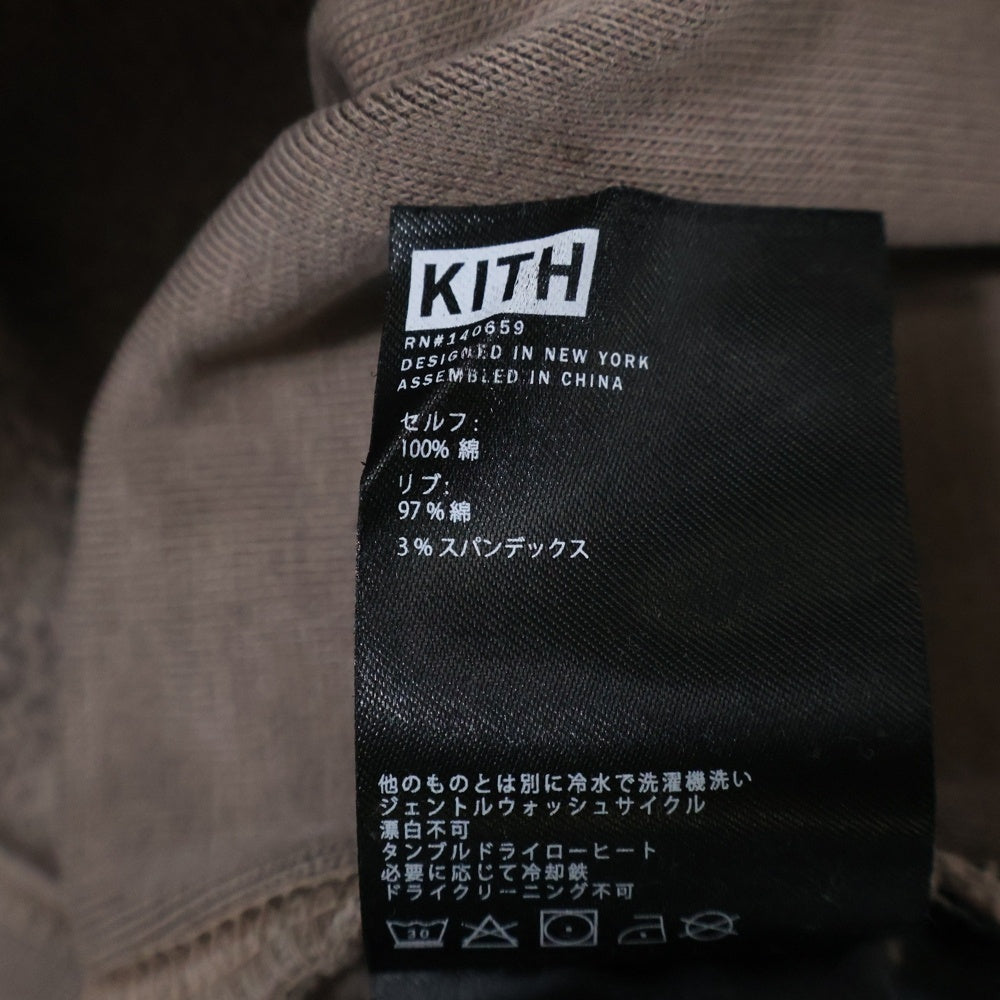 KITH
RN#140659
DESIGNED IN NEW YORK
ASSEMBLED IN CHINA
セルフ:
100% 綿
リブ:
97%綿
3%スパンデックス
他のものとは別に冷水で洗濯機洗い
ジェントルウォッシュサイクル
漂白不可
タンブルドライローヒート
必要に応じて冷却鉄
ドライクリーニング不可
30